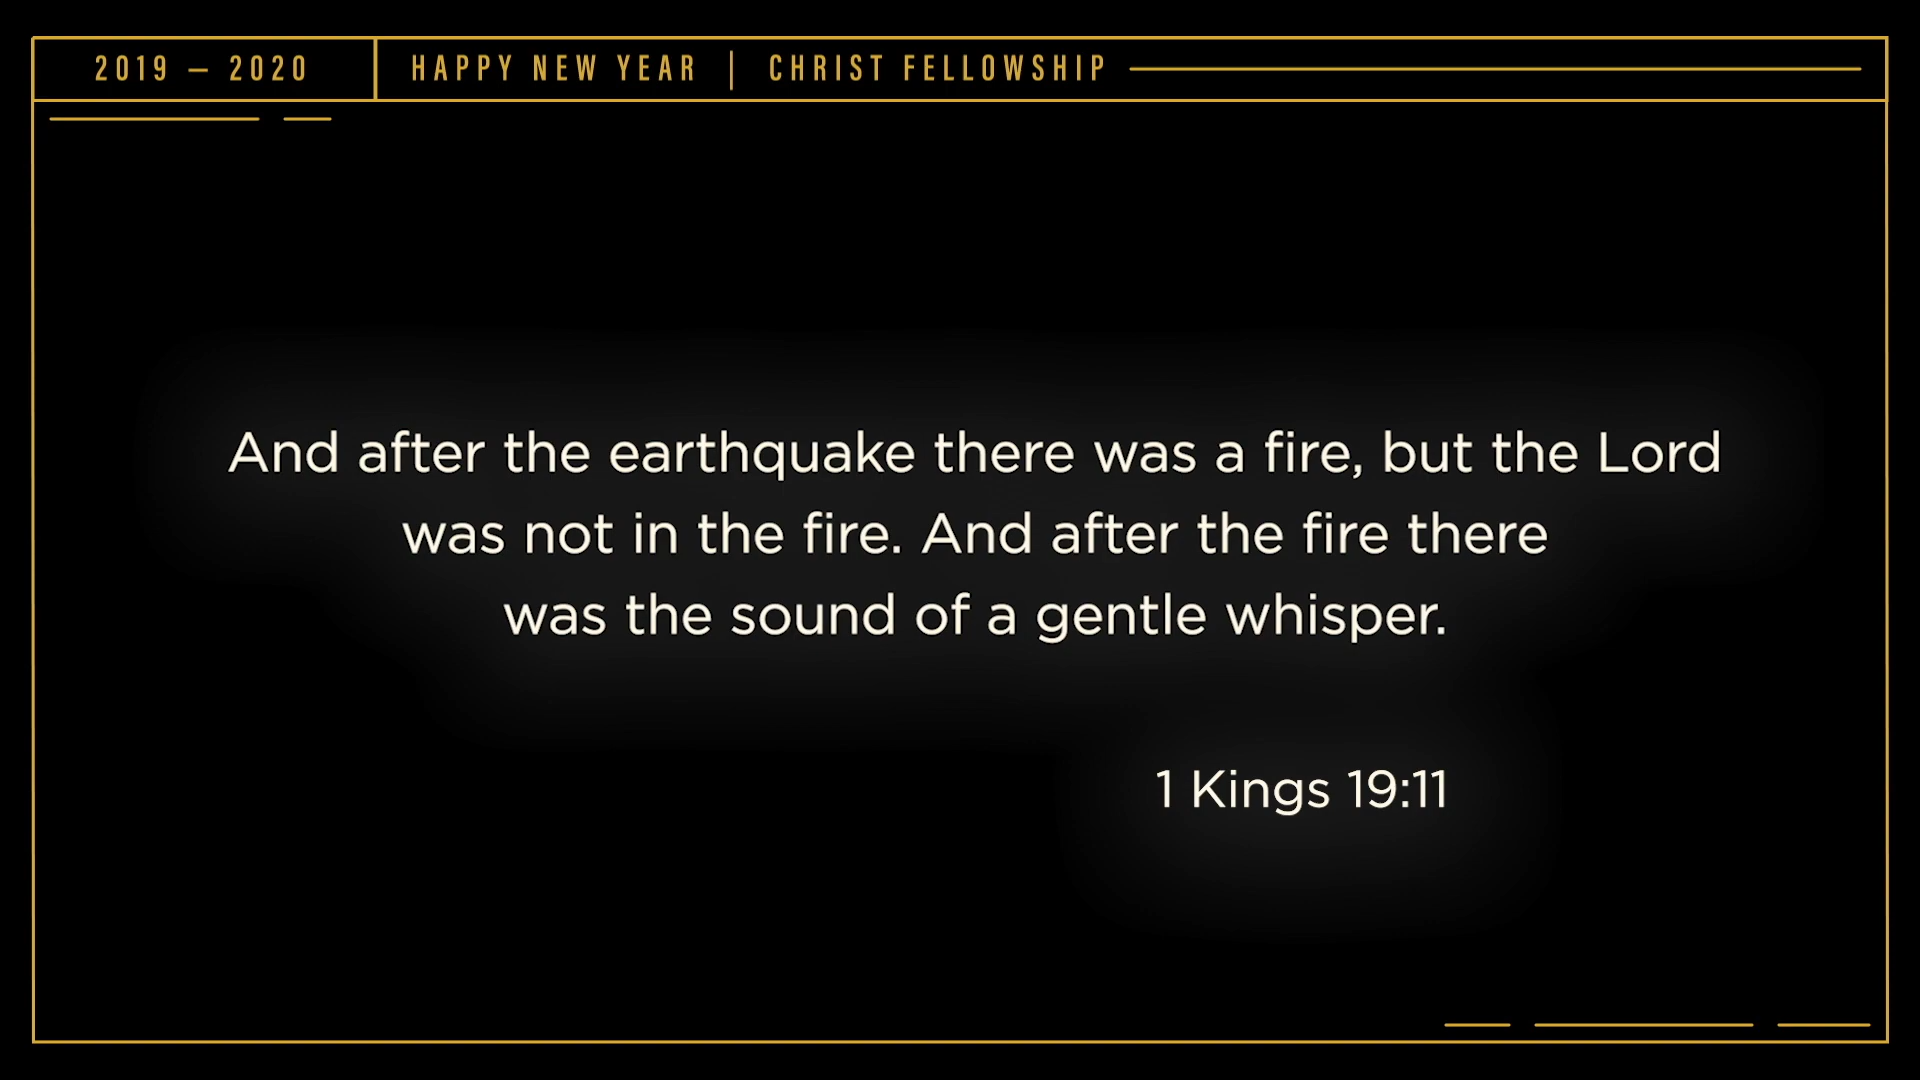 2019 – 2020
HAPPY NEW YEAR | CHRIST FELLOWSHIP
And after the earthquake there was a fire, but the Lord
was not in the fire. And after the fire there
was the sound of a gentle whisper.
1 Kings 19:11